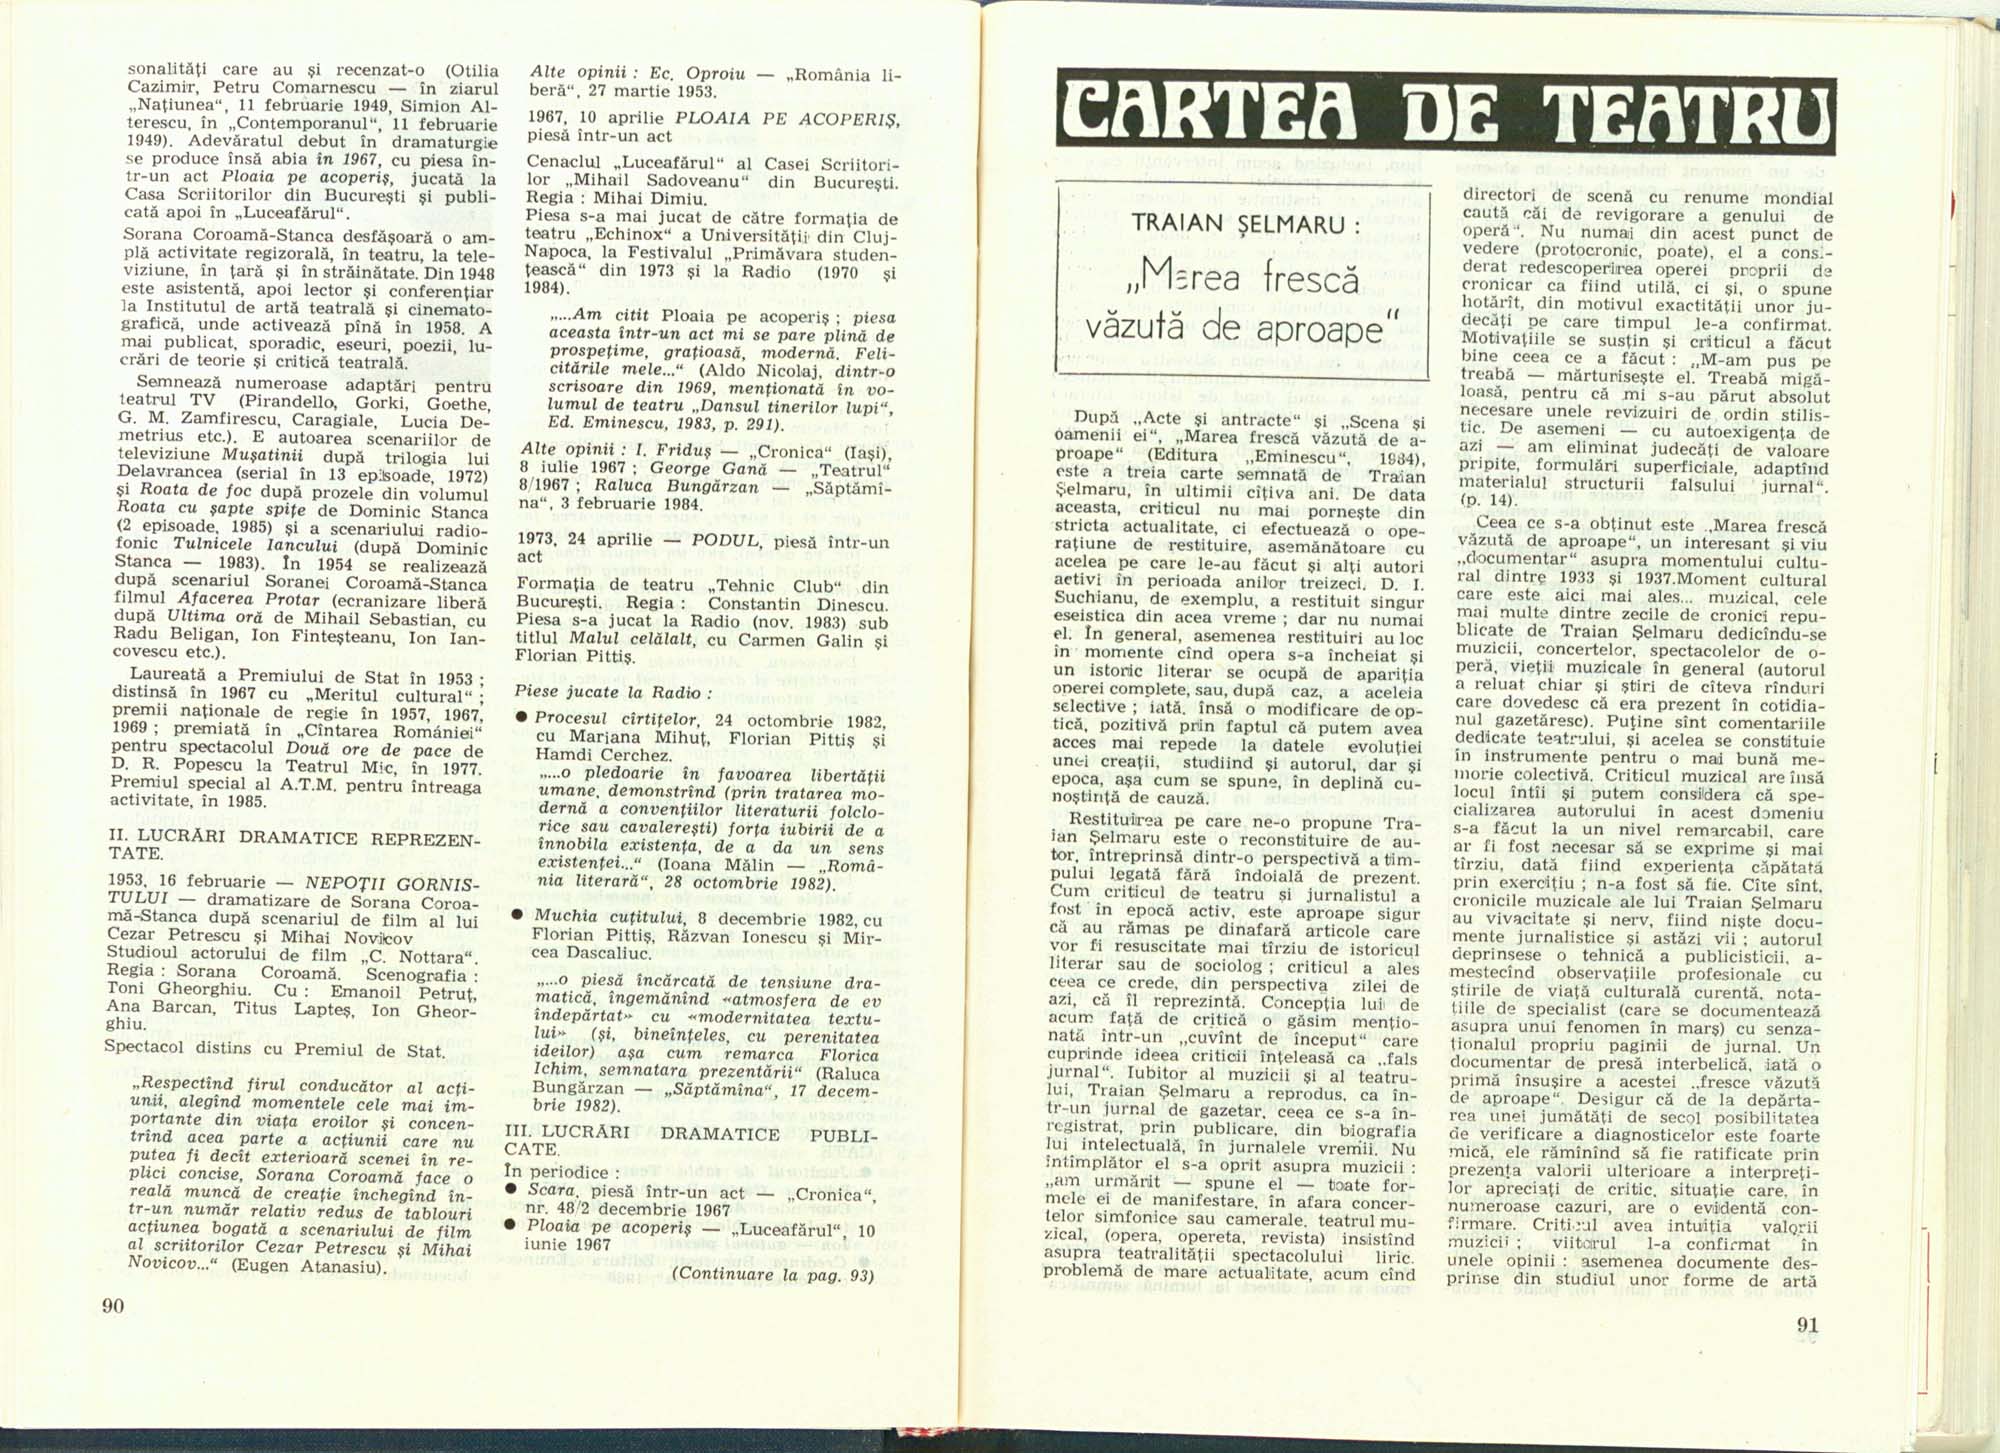 sonalități care au și recenzat-o (Otilia
Cazimir, Petru Comarnescu — în ziarul
„Națiunea“, 11 februarie 1949, Simion Al-
terescu, în „Contemporanul“, 11 februarie
1949). Adevăratul debut în dramaturgie
se produce însă abia în 1967, cu piesa în-
tr-un act Ploaia pe acoperiș, jucată la
Casa Scriitorilor din București și publi-
cată apoi în „Luceafărul“.
Sorana Coroamă-Stanca desfășoară o am-
plă activitate regizorală, în teatru, la tele-
viziune, în țară și în străinătate. Din 1948
este asistentă, apoi lector și conferențiar
la Institutul de artă teatrală și cinemato-
grafică, unde activează pînă în 1958. A
mai publicat, sporadic, eseuri, poezii, lu-
crări de teorie și critică teatrală.
Semnează numeroase adaptări pentru
teatrul TV (Pirandello, Gorki, Goethe,
G. M. Zamfirescu, Caragiale, Lucia De-
metrius etc.). E autoarea scenariilor de
televiziune Mușatinii după trilogia lui
Delavrancea (serial în 13 episoade, 1972)
și Roata de foc după prozele din volumul
Roata cu șapte spițe de Dominic Stanca
(2 episoade, 1985) și a scenariului radio-
fonic Tulnicele Iancului (după Dominic
Stanca — 1983). În 1954 se realizează
după scenariul Soranei Coroamă-Stanca
filmul Afacerea Protar (ecranizare liberă
după Ultima oră de Mihail Sebastian, cu
Radu Beligan, Ion Finteșteanu, Ion Ian-
covescu etc.).
Laureată a Premiului de Stat în 1953 ;
distinsă în 1967 cu „Meritul cultural“ ;
premii naționale de regie în 1957, 1967,
1969 ; premiată în „Cîntarea României“
pentru spectacolul Două ore de pace de
D. R. Popescu la Teatrul Mic, în 1977.
Premiul special al A.T.M. pentru întreaga
activitate, în 1985.
II. LUCRĂRI DRAMATICE REPREZEN-
TATE.
1953, 16 februarie — NEPOȚII GORNIS-
TULUI — dramatizare de Sorana Coroa-
mă-Stanca după scenariul de film al lui
Cezar Petrescu și Mihai Novicov
Studioul actorului de film „C. Nottara“.
Regia : Sorana Coroamă. Scenografia :
Toni Gheorghiu. Cu : Emanoil Petruț,
Ana Barcan, Titus Lapteș, Ion Gheor-
ghiu.
Spectacol distins cu Premiul de Stat.
„Respectînd firul conducător al acți-
unii, alegînd momentele cele mai im-
portante din viața eroilor și concen-
trînd acea parte a acțiunii care nu
putea fi decît exterioară scenei în re-
plici concise, Sorana Coroamă face o
reală muncă de creație închegînd în-
tr-un număr relativ redus de tablouri
acțiunea bogată a scenariului de film
al scriitorilor Cezar Petrescu și Mihai
Novicov...“ (Eugen Atanasiu).
90
Alte opinii : Ec. Oproiu — „România li-
beră“, 27 martie 1953.
1967, 10 aprilie PLOAIA PE ACOPERIȘ,
piesă într-un act
Cenaclul „Luceafărul“ al Casei Scriitori-
lor „Mihail Sadoveanu“ din București.
Regia : Mihai Dimiu.
Piesa s-a mai jucat de către formația de
teatru „Echinox“ a Universității din Cluj-
Napoca, la Festivalul „Primăvara studen-
țească“ din 1973 și la Radio (1970 și
1984).
„...Am citit Ploaia pe acoperiș ; piesa
aceasta într-un act mi se pare plină de
prospețime, grațioasă, modernă. Feli-
citările mele...“ (Aldo Nicolaj, dintr-o
scrisoare din 1969, menționată în vo-
lumul de teatru „Dansul tinerilor lupi“,
Ed. Eminescu, 1983, p. 291).
Alte opinii : I. Friduș — „Cronica“ (Iași),
8 iulie 1967 ; George Gană — „Teatrul“
8/1967 ; Raluca Bungărzan — „Săptămî-
na“, 3 februarie 1984.
1973, 24 aprilie — PODUL, piesă într-un
act
Formația de teatru „Tehnic Club“ din
București. Regia : Constantin Dinescu.
Piesa s-a jucat la Radio (nov. 1983) sub
titlul Malul celălalt, cu Carmen Galin și
Florian Pittiș.
Piese jucate la Radio :
● Procesul cîrtițelor, 24 octombrie 1982,
cu Mariana Mihuț, Florian Pittiș și
Hamdi Cerchez.
„...o pledoarie în favoarea libertății
umane, demonstrînd (prin tratarea mo-
dernă a convențiilor literaturii folclo-
rice sau cavalerești) forța iubirii de a
înnobila existența, de a da un sens
existenței...“ (Ioana Mălin — „Româ-
nia literară“, 28 octombrie 1982).
● Muchia cuțitului, 8 decembrie 1982, cu
Florian Pittiș, Răzvan Ionescu și Mir-
cea Dascaliuc.
„...o piesă încărcată de tensiune dra-
matică, îngemănînd «atmosfera de ev
îndepărtat» cu «modernitatea textu-
lui» (și, bineînțeles, cu perenitatea
ideilor) așa cum remarca Florica
Ichim, semnatara prezentării“ (Raluca
Bungărzan — „Săptămîna“, 17 decem-
brie 1982).
III. LUCRĂRI DRAMATICE PUBLI-
CATE.
În periodice :
● Scara, piesă într-un act — „Cronica“,
nr. 48/2 decembrie 1967
● Ploaia pe acoperiș — „Luceafărul“, 10
iunie 1967
(Continuare la pag. 93)
CARTEA DE TEATRU
TRAIAN ȘELMARU :
„Marea frescă
văzută de aproape“
După „Acte și antracte“ și „Scena și
oamenii ei“, „Marea frescă văzută de a-
proape“ (Editura „Eminescu“, 1984),
este a treia carte semnată de Traian
Șelmaru, în ultimii cîțiva ani. De data
aceasta, criticul nu mai pornește din
stricta actualitate, ci efectuează o ope-
rațiune de restituire, asemănătoare cu
acelea pe care le-au făcut și alți autori
activi în perioada anilor treizeci. D. I.
Suchianu, de exemplu, a restituit singur
eseistica din acea vreme ; dar nu numai
el. În general, asemenea restituiri au loc
în momente cînd opera s-a încheiat și
un istoric literar se ocupă de apariția
operei complete, sau, după caz, a aceleia
selective ; iată, însă o modificare de op-
tică, pozitivă prin faptul că putem avea
acces mai repede la datele evoluției
unei creații, studiind și autorul, dar și
epoca, așa cum se spune, în deplină cu-
noștință de cauză.
Restituirea pe care ne-o propune Tra-
ian Șelmaru este o reconstituire de au-
tor, întreprinsă dintr-o perspectivă a tim-
pului legată fără îndoială de prezent.
Cum criticul de teatru și jurnalistul a
fost în epocă activ, este aproape sigur
că au rămas pe dinafară articole care
vor fi resuscitate mai tîrziu de istoricul
literar sau de sociolog ; criticul a ales
ceea ce crede, din perspectiva zilei de
azi, că îl reprezintă. Concepția lui de
acum față de critică o găsim mențio-
nată într-un „cuvînt de început“ care
cuprinde ideea criticii înțeleasă ca „fals
jurnal“. Iubitor al muzicii și al teatru-
lui, Traian Șelmaru a reprodus, ca în-
tr-un jurnal de gazetar, ceea ce s-a în-
registrat, prin publicare, din biografia
lui intelectuală, în jurnalele vremii. Nu
întîmplător el s-a oprit asupra muzicii :
„am urmărit — spune el — toate for-
mele ei de manifestare, în afara concer-
telor simfonice sau camerale, teatrul mu-
zical, (opera, opereta, revista) insistînd
asupra teatralității spectacolului liric.
problemă de mare actualitate, acum cînd
directori de scenă cu renume mondial
caută căi de revigorare a genului de
operă“. Nu numai din acest punct de
vedere (protocronic, poate), el a consi-
derat redescoperirea operei proprii de
cronicar ca fiind utilă, ci și, o spune
hotărît, din motivul exactității unor ju-
decăți pe care timpul le-a confirmat.
Motivațiile se susțin și criticul a făcut
bine ceea ce a făcut : „M-am pus pe
treabă — mărturisește el. Treabă migă-
loasă, pentru că mi s-au părut absolut
necesare unele revizuiri de ordin stilis-
tic. De asemeni — cu autoexigența de
azi — am eliminat judecăți de valoare
pripite, formulări superficiale, adaptînd
materialul structurii falsului jurnal“.
(p. 14).
Ceea ce s-a obținut este „Marea frescă
văzută de aproape“, un interesant și viu
„documentar“ asupra momentului cultu-
ral dintre 1933 și 1937.Moment cultural
care este aici mai ales... muzical, cele
mai multe dintre zecile de cronici repu-
blicate de Traian Șelmaru dedicîndu-se
muzicii, concertelor, spectacolelor de o-
peră, vieții muzicale în general (autorul
a reluat chiar și știri de cîteva rînduri
care dovedesc că era prezent în cotidia-
nul gazetăresc). Puține sînt comentariile
dedicate teatrului, și acelea se constituie
în instrumente pentru o mai bună me-
morie colectivă. Criticul muzical are însă
locul întîi și putem considera că spe-
cializarea autorului în acest domeniu
s-a făcut la un nivel remarcabil, care
ar fi fost necesar să se exprime și mai
tîrziu, dată fiind experiența căpătată
prin exercițiu ; n-a fost să fie. Cîte sînt,
cronicile muzicale ale lui Traian Șelmaru
au vivacitate și nerv, fiind niște docu-
mente jurnalistice și astăzi vii ; autorul
deprinsese o tehnică a publicisticii, a-
mestecînd observațiile profesionale cu
știrile de viață culturală curentă, nota-
țiile de specialist (care se documentează
asupra unui fenomen în marș) cu senza-
ționalul propriu paginii de jurnal. Un
documentar de presă interbelică, iată o
primă însușire a acestei „fresce văzută
de aproape“. Desigur că de la depărta-
rea unei jumătăți de secol posibilitatea
de verificare a diagnosticelor este foarte
mică, ele rămînînd să fie ratificate prin
prezența valorii ulterioare a interpreți-
lor apreciați de critic, situație care, în
numeroase cazuri, are o evidentă con-
firmare. Criticul avea intuiția valorii
muzicii ; viitorul l-a confirmat în
unele opinii : asemenea documente des-
prinse din studiul unor forme de artă
91